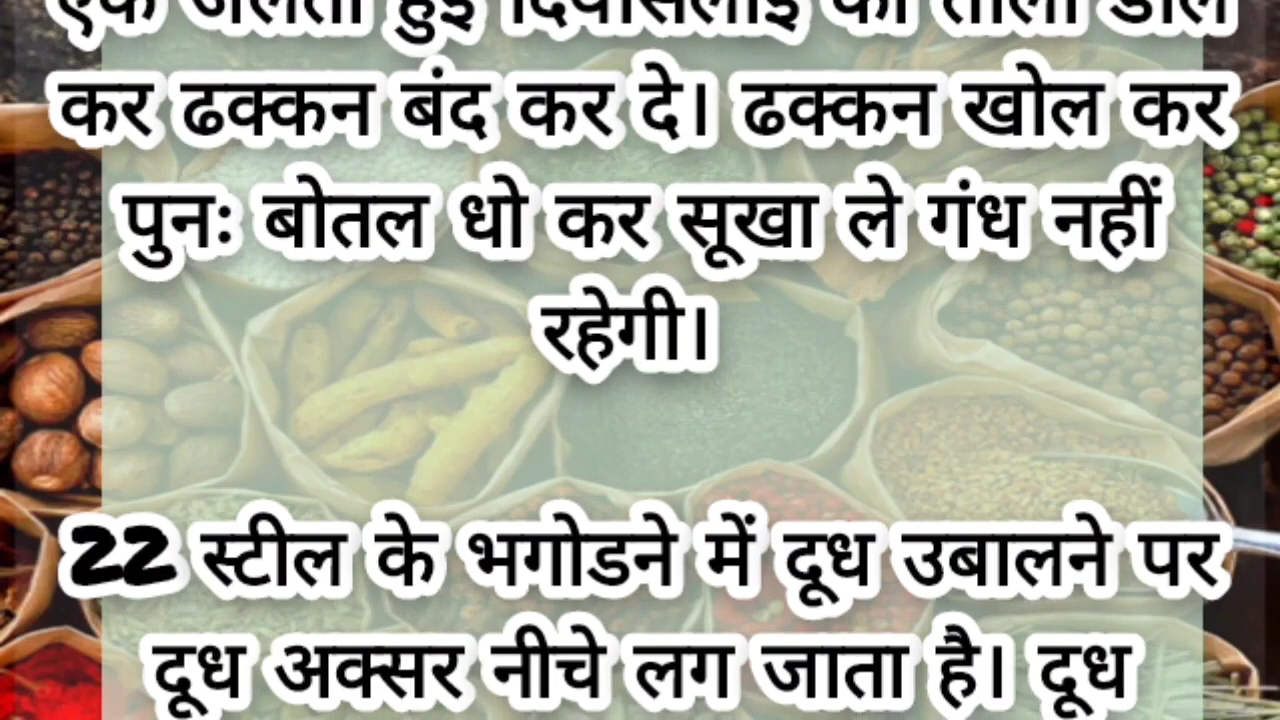 एक जलती हुई दियासलाई की तीली डाल
कर ढक्कन बंद कर दे। ढक्कन खोल कर
पुनः बोतल धो कर सूखा ले गंध नहीं
रहेगी।
22 स्टील के भगोडने में दूध उबालने पर
दूध अक्सर नीचे लग जाता है। दूध